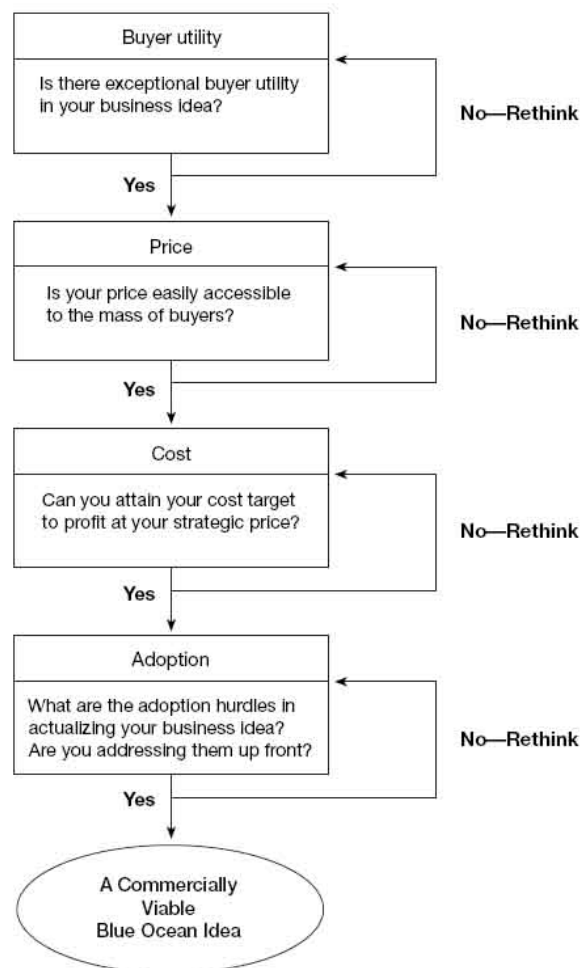 Buyer utility
Is there exceptional buyer utility
in your business idea?
No—Rethink
Yes
Price
Is your price easily accessible
to the mass of buyers?
No—Rethink
Yes
Cost
Can you attain your cost target
to profit at your strategic price?
No—Rethink
Yes
Adoption
What are the adoption hurdles in
actualizing your business idea?
Are you addressing them up front?
No—Rethink
Yes
A Commercially
Viable
Blue Ocean Idea